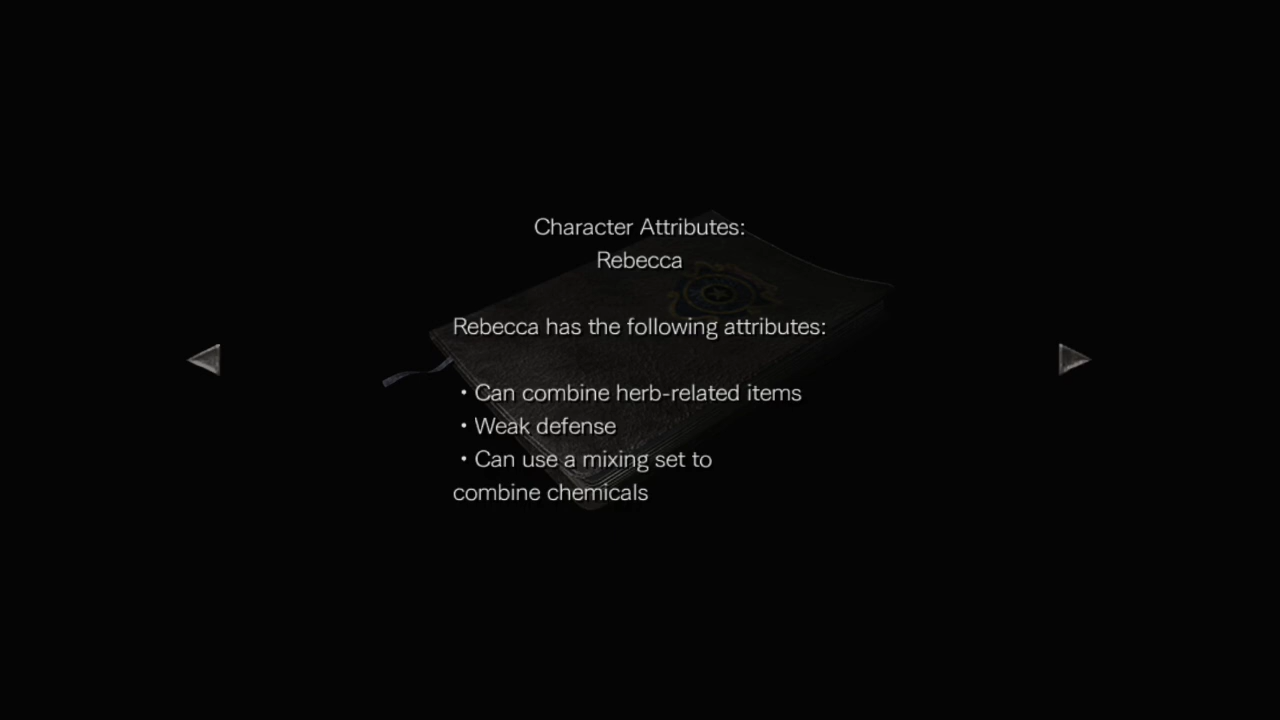 Character Attributes:
Rebecca
Rebecca has the following attributes:
・Can combine herb-related items
・Weak defense
・Can use a mixing set to
combine chemicals